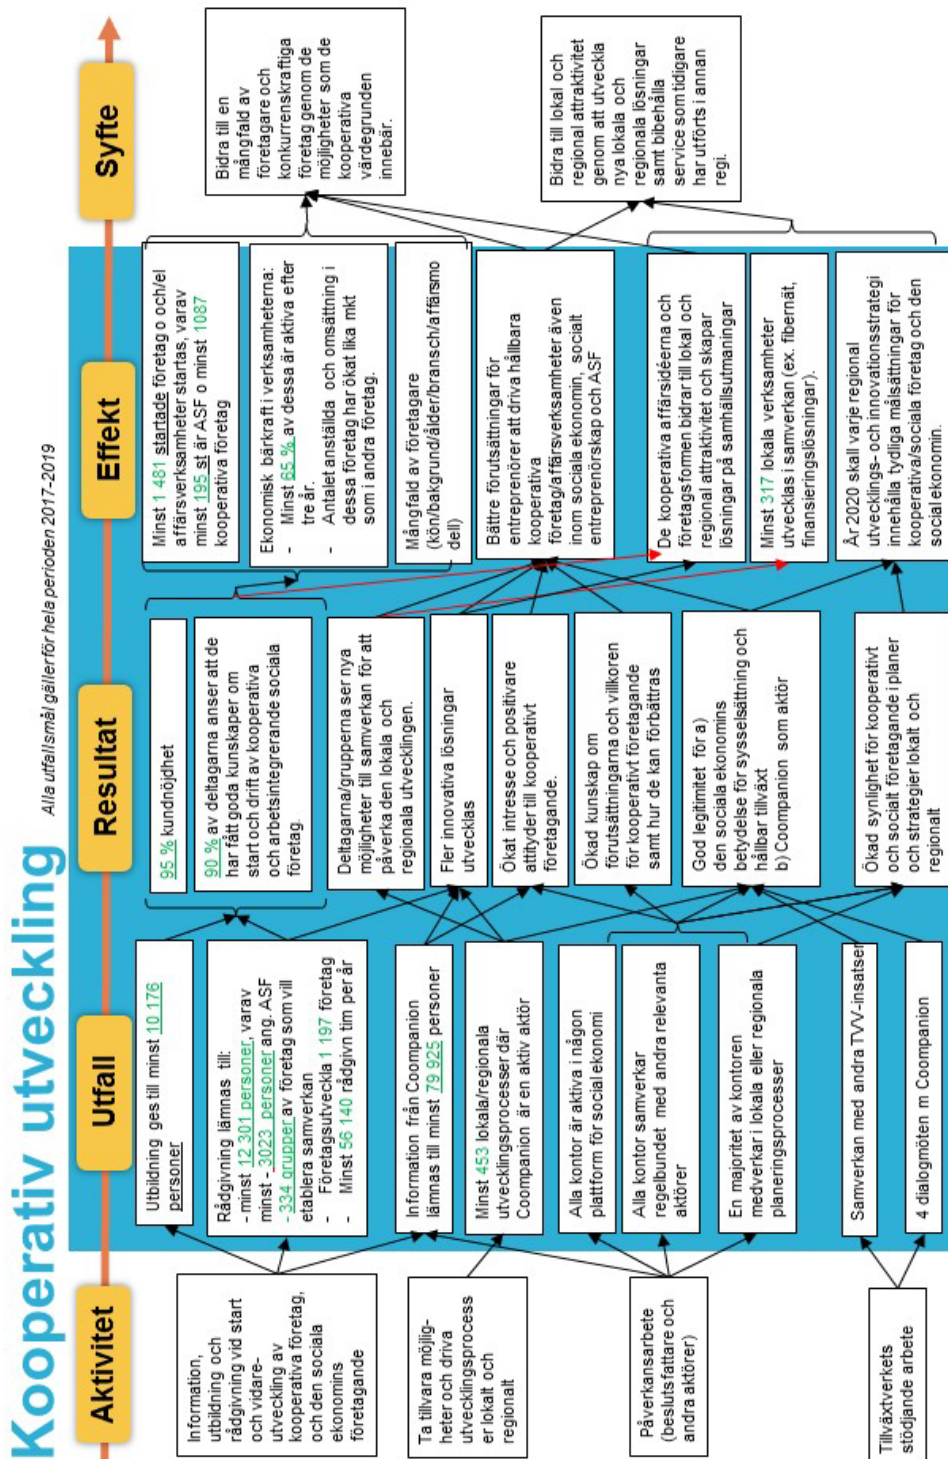 Kooperativ utveckling
Alla utfallsmål gäller för hela perioden 2017-2019
Aktivitet
Utfall
Resultat
Effekt
Syfte
Information,
utbildning och
rådgivning vid start
och vidare-
utveckling av
kooperativa företag,
och den sociala
ekonomins
företagande
Ta tillvara möjlig-
heter och driva
utvecklingsprocess
er lokalt och
regionalt
Påverkansarbete
(beslutsfattare och
andra aktörer)
Tillväxtverkets
stödjande arbete
Utbildning ges till minst 10 176
personer
Rådgivning lämnas till:
- minst 12 301 personer, varav
minst - 3023 personer ang. ASF
- 334 grupper av företag som vill
etablera samverkan
- Företagsutveckla 1 197 företag
- Minst 56 140 rådgivn tim per år
Information från Coompanion
lämnas till minst 79 925 personer
Minst 453 lokala/regionala
utvecklingsprocesser där
Coompanion är en aktiv aktör
Alla kontor är aktiva i någon
plattform för social ekonomi
Alla kontor samverkar
regelbundet med andra relevanta
aktörer
En majoritet av kontoren
medverkar i lokala eller regionala
planeringsprocesser
Samverkan med andra TVV-insatser
4 dialogmöten m Coompanion
95 % kundnöjdhet
90 % av deltagarna anser att de
har fått goda kunskaper om
start och drift av kooperativa
och arbetsintegrerande sociala
företag.
Deltagarna/grupperna ser nya
möjligheter till samverkan för att
påverka den lokala och
regionala utvecklingen.
Fler innovativa lösningar
utvecklas
Ökat intresse och positivare
attityder till kooperativt
företagande.
Ökad kunskap om
förutsättningarna och villkoren
för kooperativt företagande
samt hur de kan förbättras
God legitimitet för a)
den sociala ekonomins
betydelse för sysselsättning och
hållbar tillväxt
b) Coompanion som aktör
Ökad synlighet för kooperativt
och socialt företagande i planer
och strategier lokalt och
regionalt
Minst 1 481 startade företag o och/el
affärsverksamheter startas, varav
minst 195 st är ASF o minst 1087
kooperativa företag
Ekonomisk bärkraft i verksamheterna:
- Minst 65 % av dessa är aktiva efter
tre år.
- Antalet anställda och omsättning i
dessa företag har ökat lika mkt
som i andra företag.
Mångfald av företagare
(kön/bakgrund/ålder/bransch/affärsmo
dell)
Bättre förutsättningar för
entreprenörer att driva hållbara
kooperativa
företag/affärsverksamheter även
inom sociala ekonomin, socialt
entreprenörskap och ASF
De kooperativa affärsidéerna och
företagsformen bidrar till lokal och
regional attraktivitet och skapar
lösningar på samhällsutmaningar
Minst 317 lokala verksamheter
utvecklas i samverkan (ex. fibernät,
finansieringslösningar).
År 2020 skall varje regional
utvecklings- och innovationsstrategi
innehålla tydliga målsättningar för
kooperativa/sociala företag och den
social ekonomin.
Bidra till en
mångfald av
företagare och
konkurrenskraftiga
företag genom de
möjligheter som de
kooperativa
värdegrunden
innebär.
Bidra till lokal och
regional attraktivitet
genom att utveckla
nya lokala och
regionala lösningar
samt bibehålla
service som tidigare
har utförts i annan
regi.